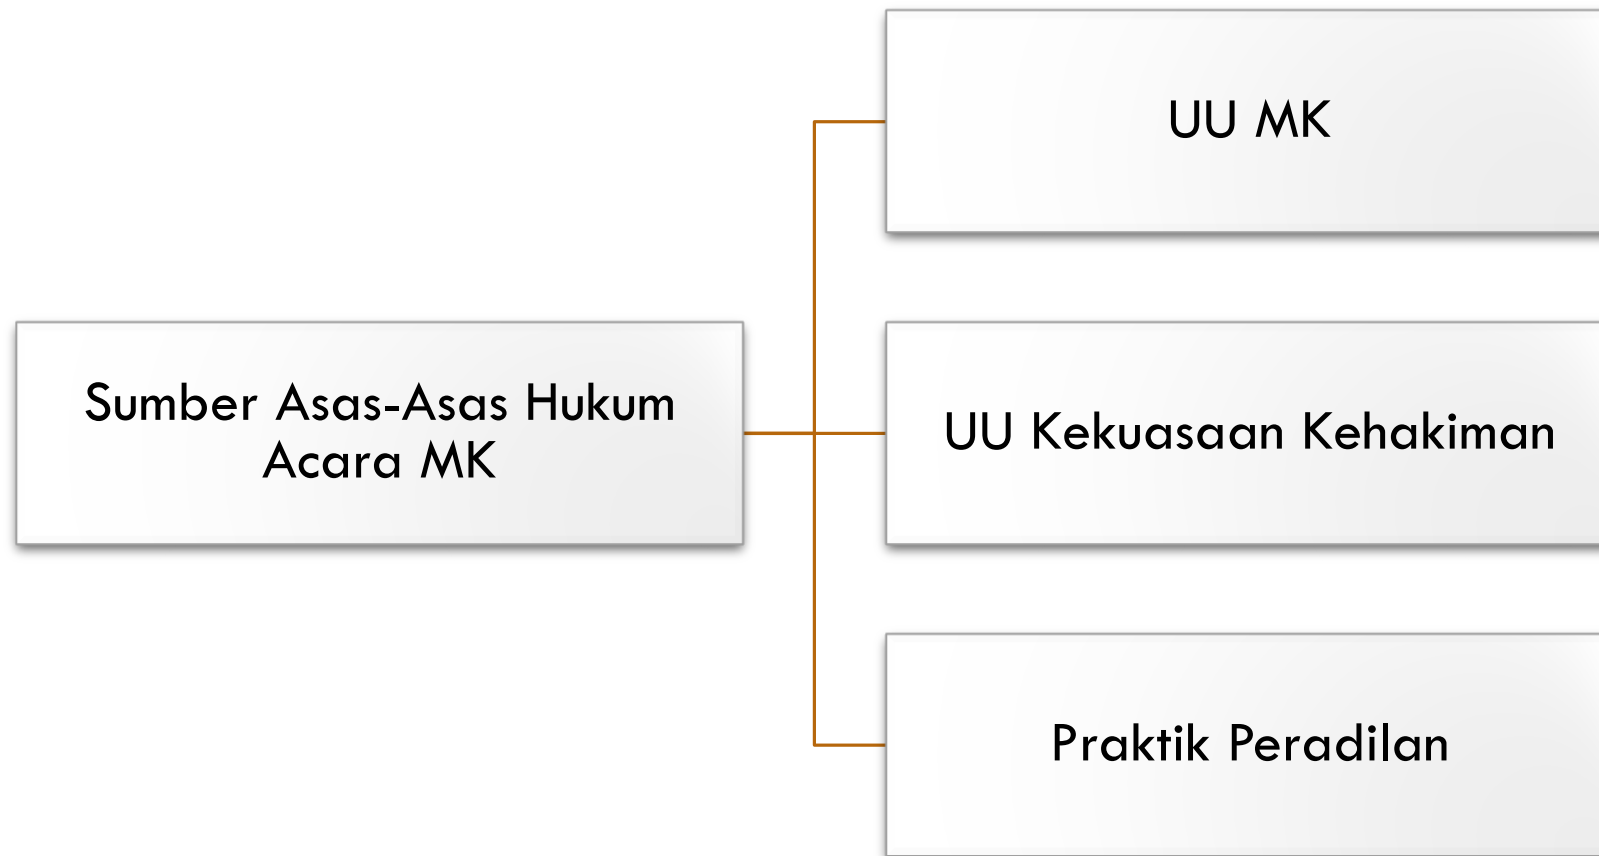 Sumber Asas-Asas Hukum
Acara MK
UU MK
UU Kekuasaan Kehakiman
Praktik Peradilan